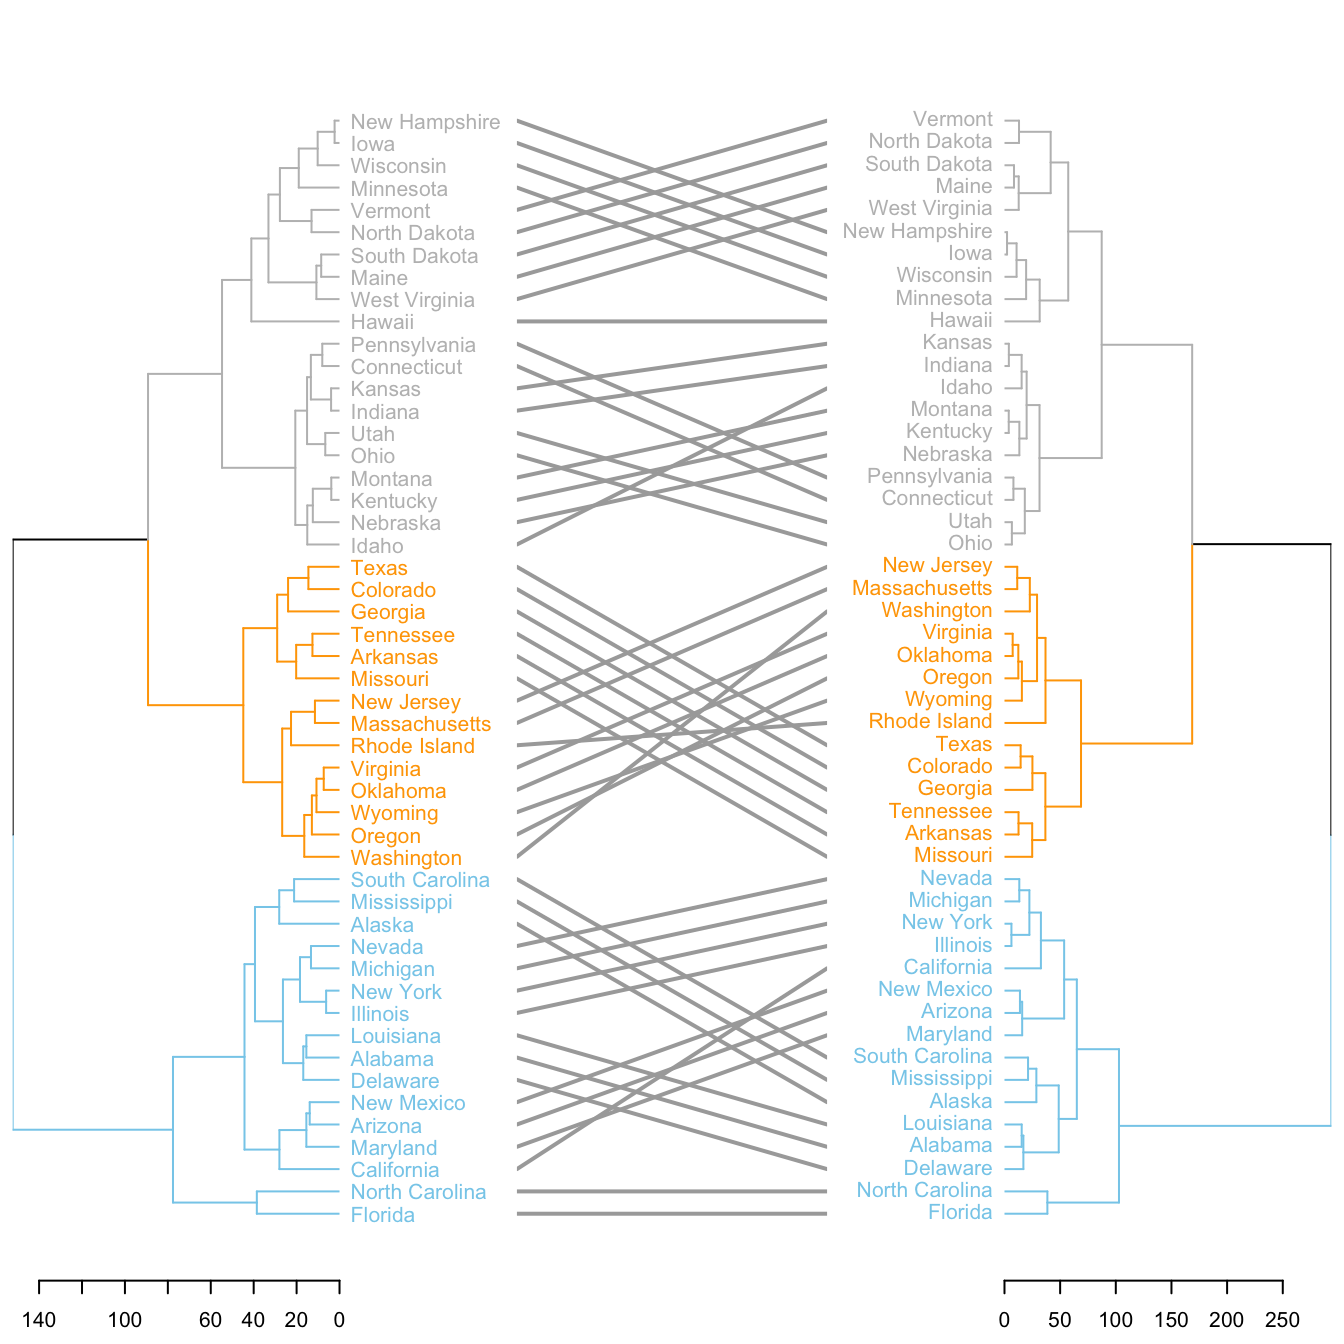 New Hampshire
Iowa
Wisconsin
Minnesota
Vermont
North Dakota
South Dakota
Maine
West Virginia
Hawaii
Pennsylvania
Connecticut
Kansas
Indiana
Utah
Ohio
Montana
Kentucky
Nebraska
Idaho
Texas
Colorado
Georgia
Tennessee
Arkansas
Missouri
New Jersey
Massachusetts
Rhode Island
Virginia
Oklahoma
Wyoming
Oregon
Washington
South Carolina
Mississippi
Alaska
Nevada
Michigan
New York
Illinois
Louisiana
Alabama
Delaware
New Mexico
Arizona
Maryland
California
North Carolina
Florida
140 100 60 40 20 0
Vermont
North Dakota
South Dakota
Maine
West Virginia
New Hampshire
Iowa
Wisconsin
Minnesota
Hawaii
Kansas
Indiana
Idaho
Montana
Kentucky
Nebraska
Pennsylvania
Connecticut
Utah
Ohio
New Jersey
Massachusetts
Washington
Virginia
Oklahoma
Oregon
Wyoming
Rhode Island
Texas
Colorado
Georgia
Tennessee
Arkansas
Missouri
Nevada
Michigan
New York
Illinois
California
New Mexico
Arizona
Maryland
South Carolina
Mississippi
Alaska
Louisiana
Alabama
Delaware
North Carolina
Florida
0 50 100 150 200 250